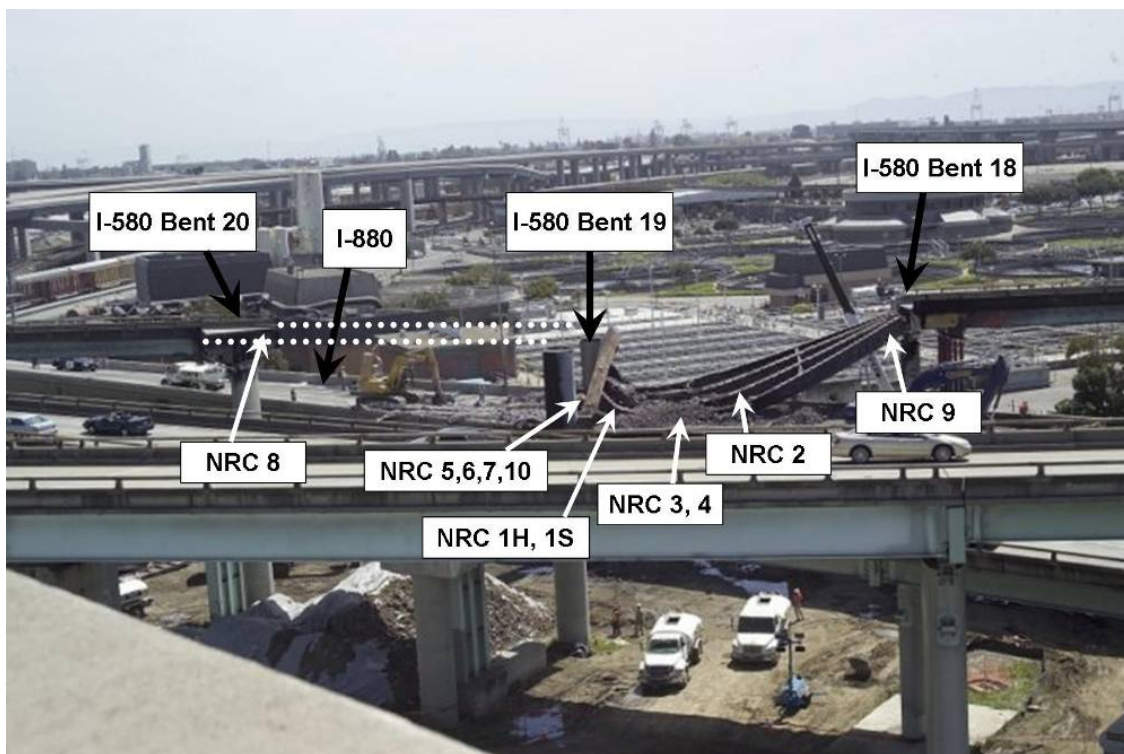 I-580 Bent 18
I-580 Bent 20
I-880
I-580 Bent 19
NRC 9
NRC 8
NRC 5,6,7,10
NRC 2
NRC 3, 4
NRC 1H, 1S